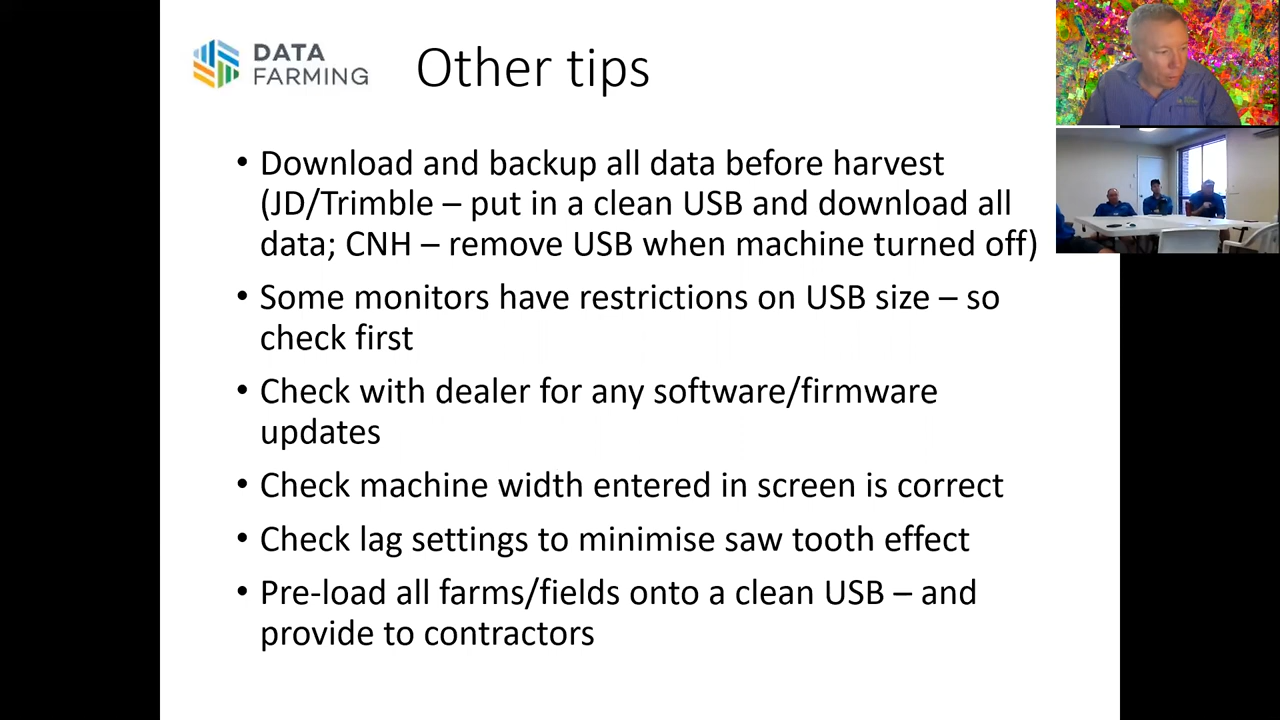 DATA
FARMING
Other tips
• Download and backup all data before harvest
(JD/Trimble – put in a clean USB and download all
data; CNH – remove USB when machine turned off)
• Some monitors have restrictions on USB size – so
check first
• Check with dealer for any software/firmware
updates
• Check machine width entered in screen is correct
• Check lag settings to minimise saw tooth effect
• Pre-load all farms/fields onto a clean USB – and
provide to contractors